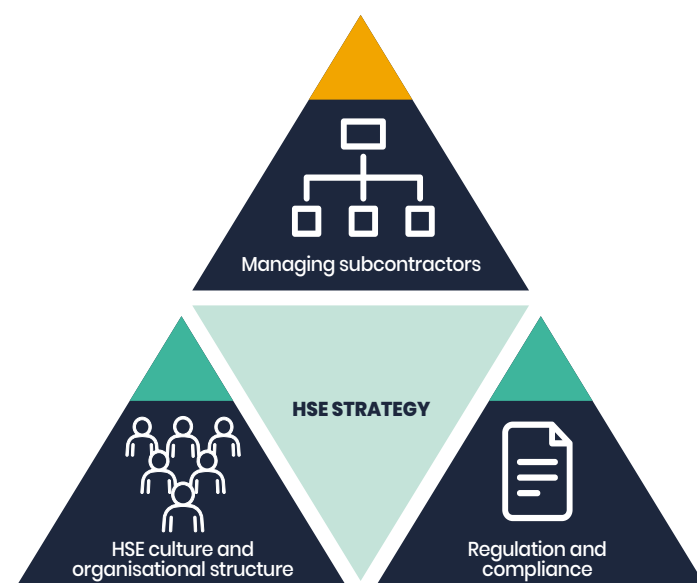 Managing subcontractors
HSE STRATEGY
HSE culture and
organisational structure
Regulation and
compliance